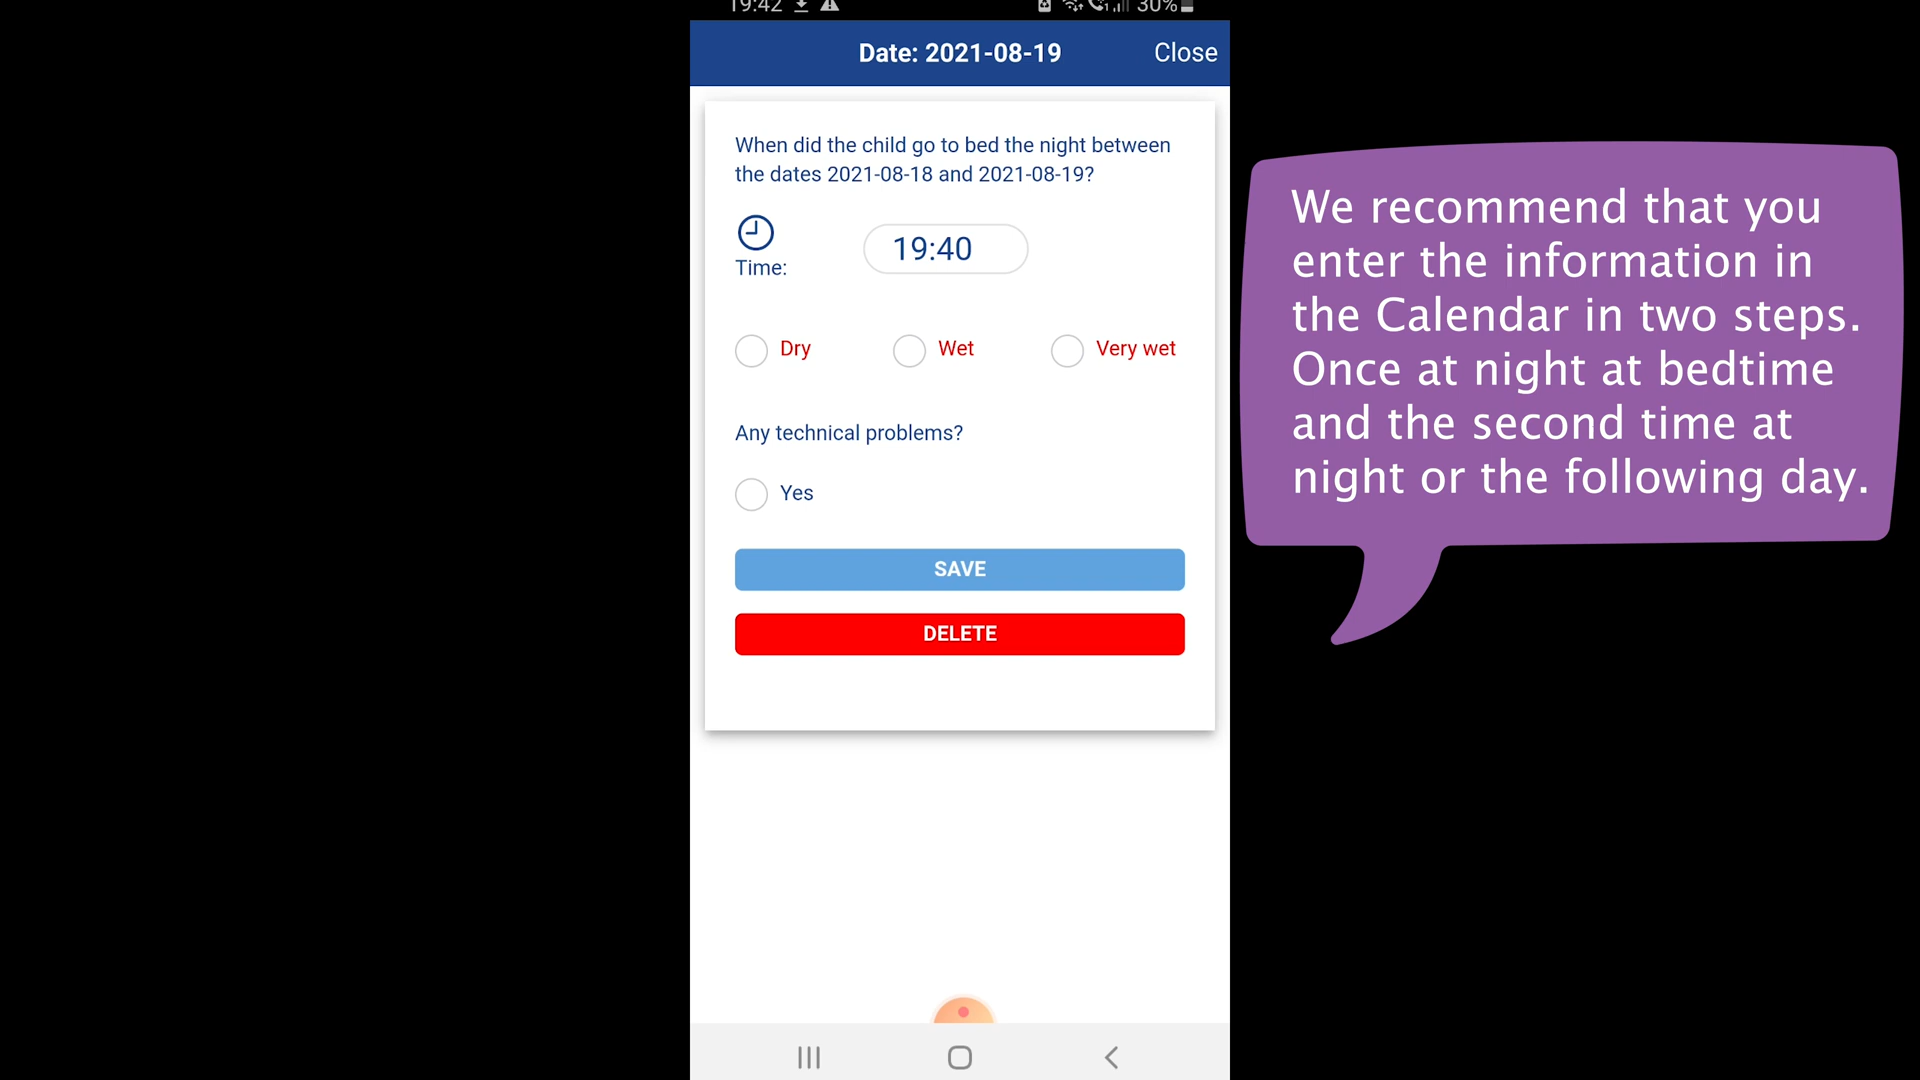 19:42
30%
Date: 2021-08-19
Close
When did the child go to bed the night between
the dates 2021-08-18 and 2021-08-19?
19:40
Time:
Dry
Wet
Very wet
Any technical problems?
Yes
SAVE
DELETE
We recommend that you
enter the information in
the Calendar in two steps.
Once at night at bedtime
and the second time at
night or the following day.